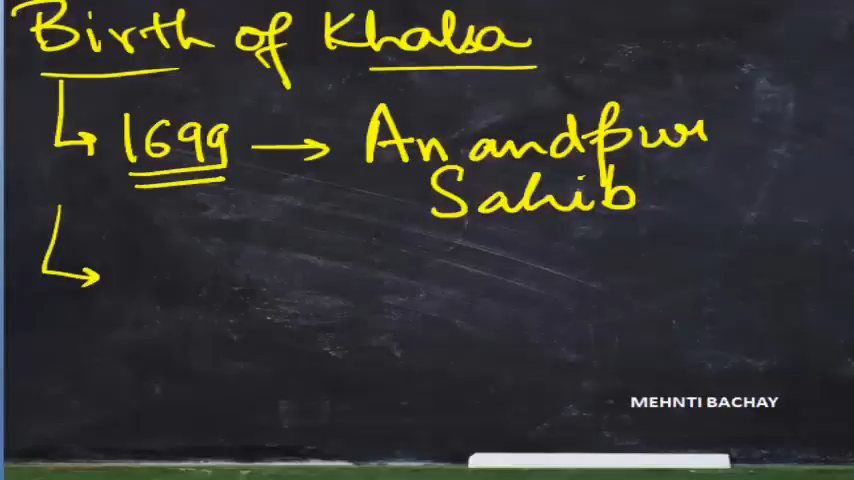 Birth of Khalsa
1699 → Anandpur
Sahib
MEHNTI BACHAY